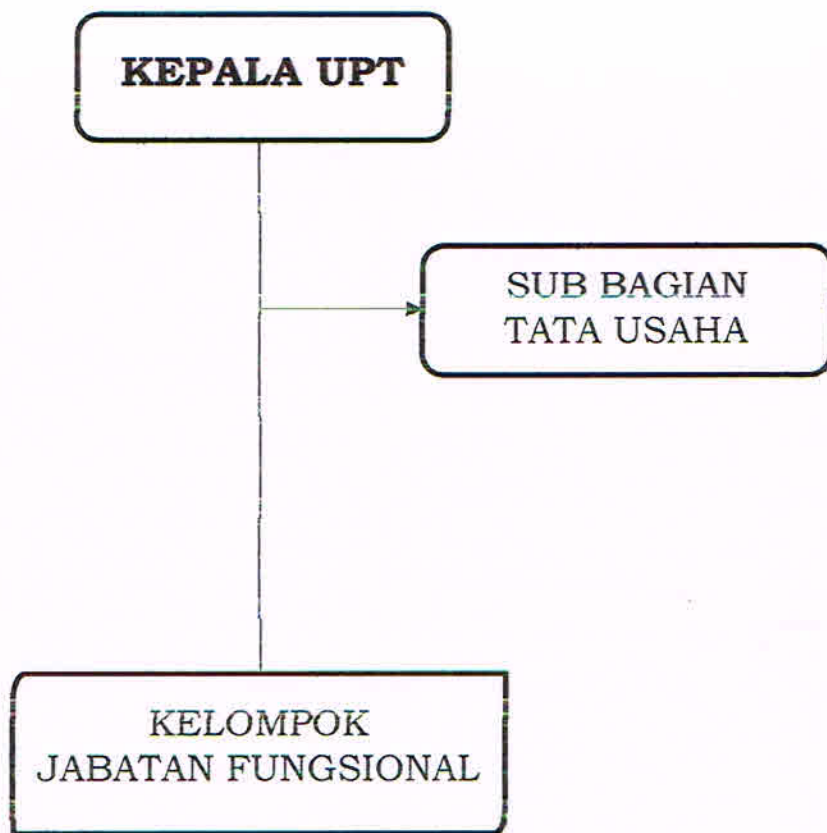 KEPALA UPT
SUB BAGIAN
TATA USAHA
KELOMPOK
JABATAN FUNGSIONAL